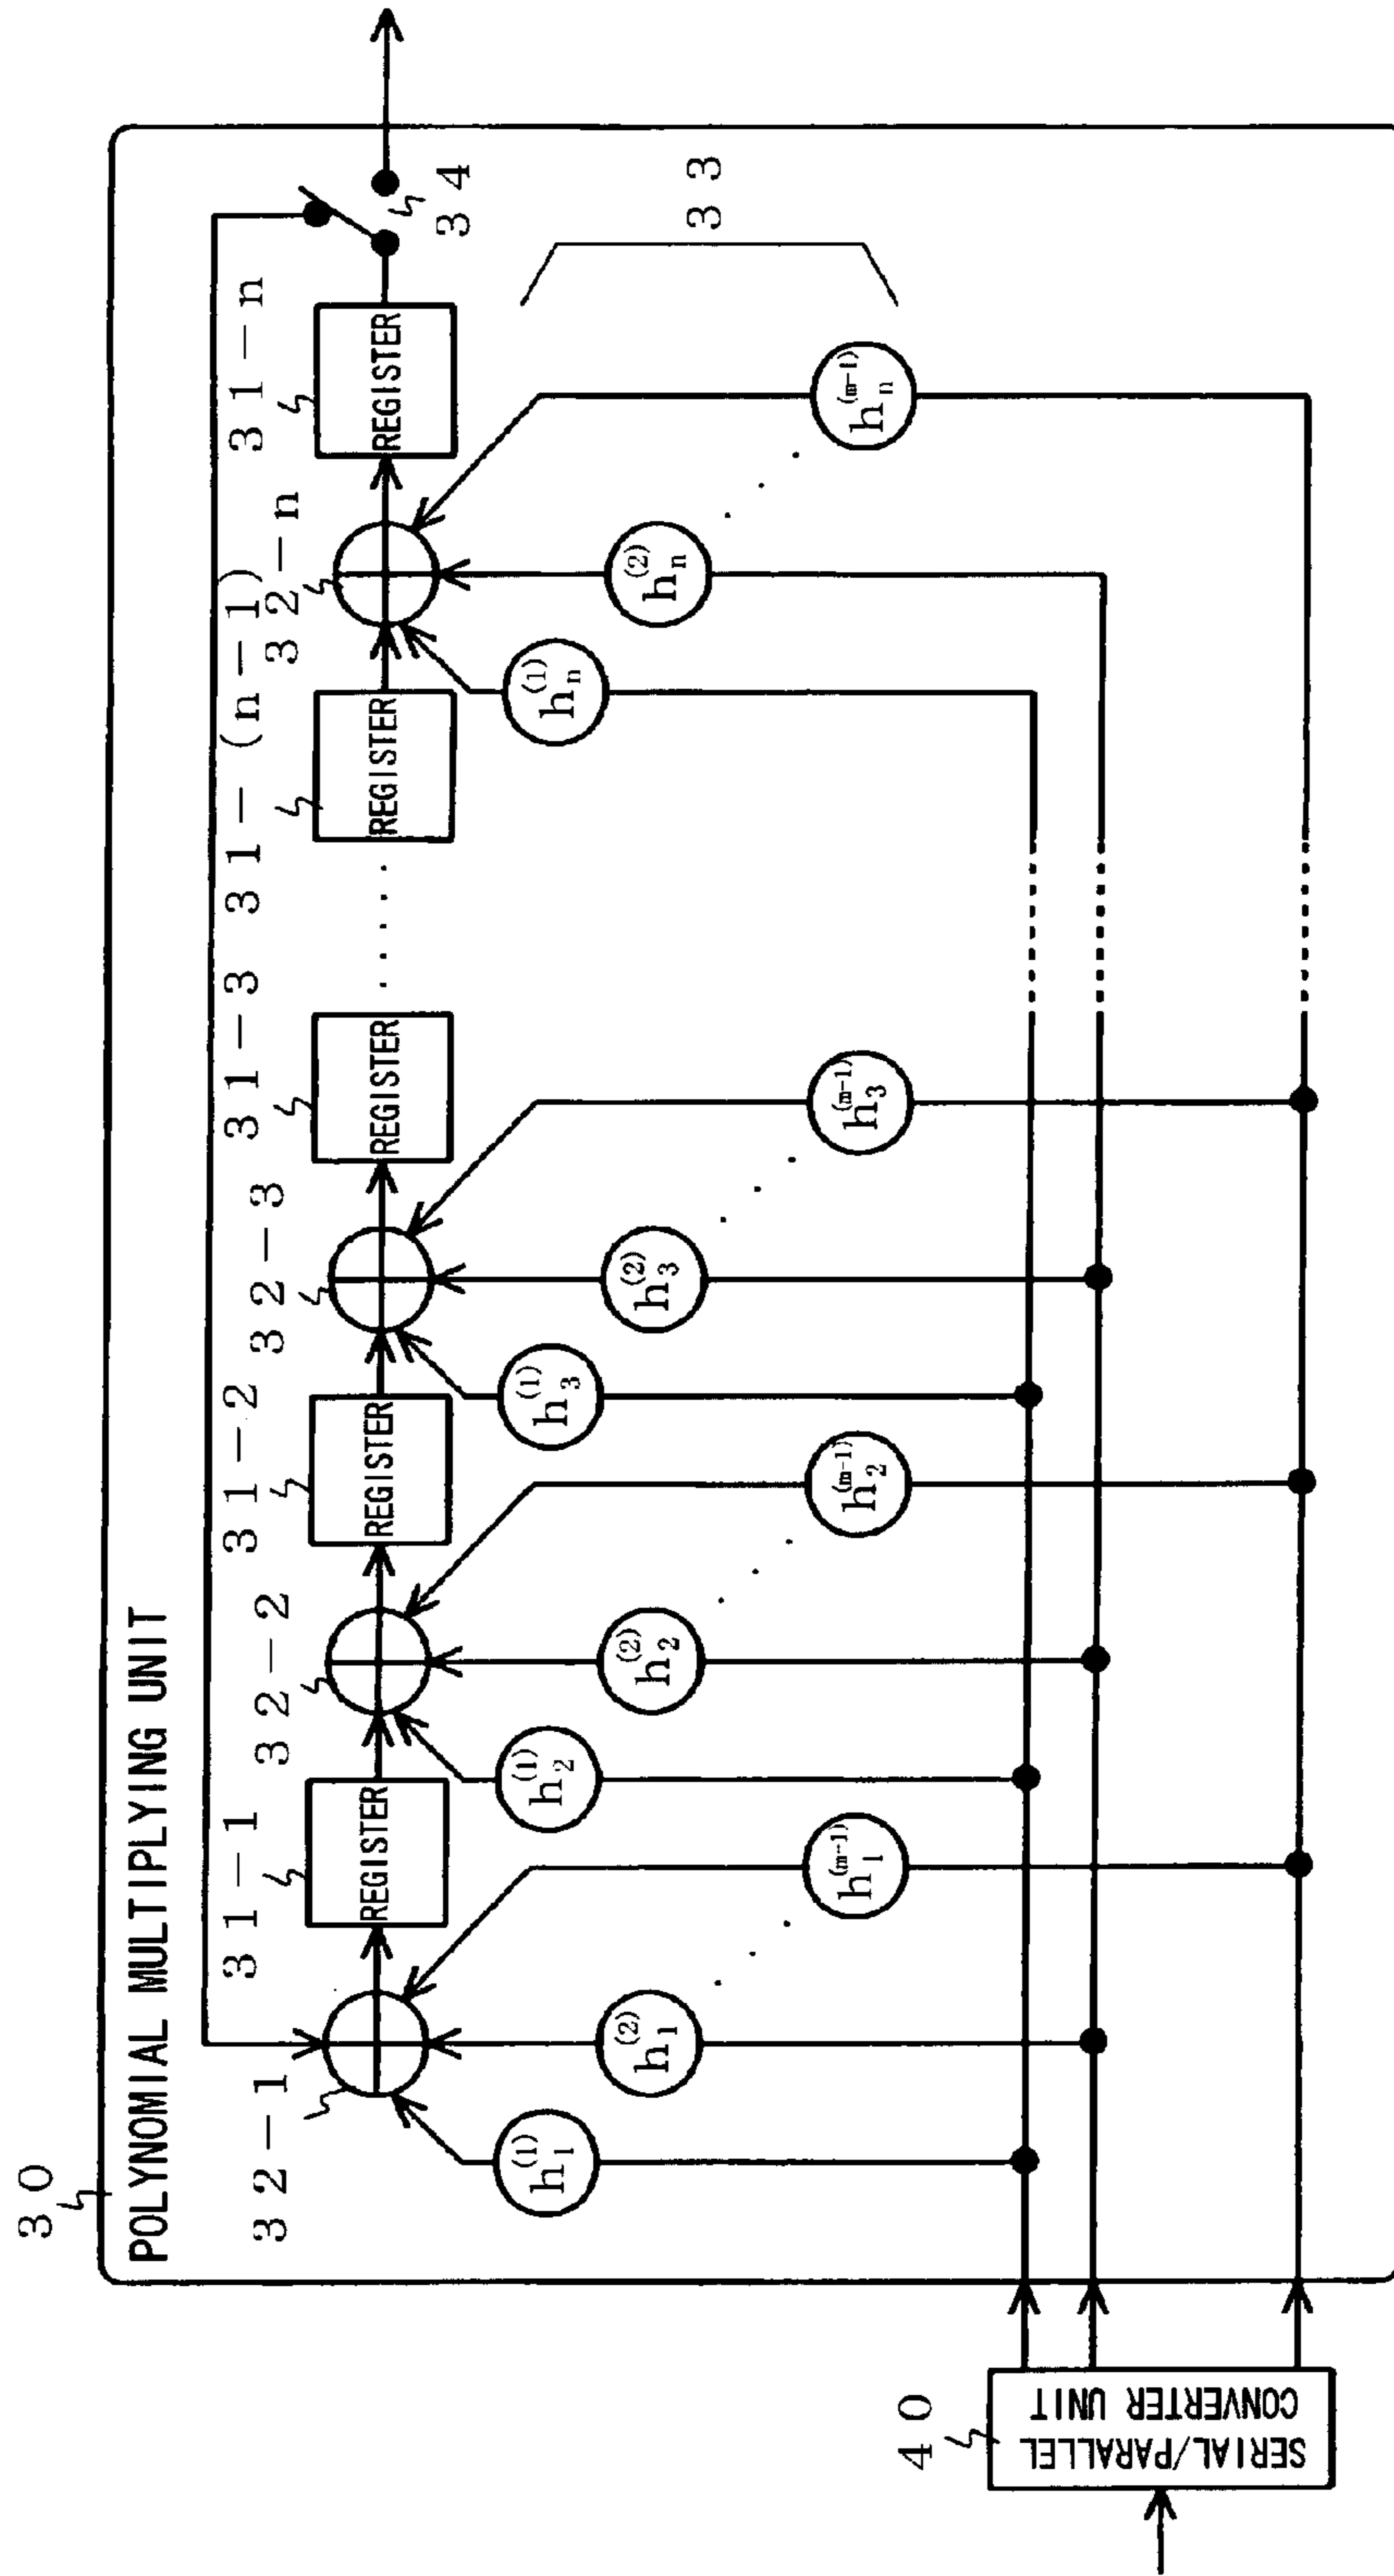 30
POLYNOMIAL MULTIPLYING UNIT
32-1
31-1
32-2
31-2
32-3
31-3
31-(n-1)
32-n
31-n
REGISTER
REGISTER
REGISTER
. . . . .
REGISTER
REGISTER
34
33
h₁⁽¹⁾
h₁⁽²⁾
. . .
h₁⁽ᵐ⁻¹⁾
h₂⁽¹⁾
h₂⁽²⁾
. . .
h₂⁽ᵐ⁻¹⁾
h₃⁽¹⁾
h₃⁽²⁾
. . .
h₃⁽ᵐ⁻¹⁾
hₙ⁽¹⁾
hₙ⁽²⁾
. . .
hₙ⁽ᵐ⁻¹⁾
40
SERIAL/PARALLEL
CONVERTER UNIT